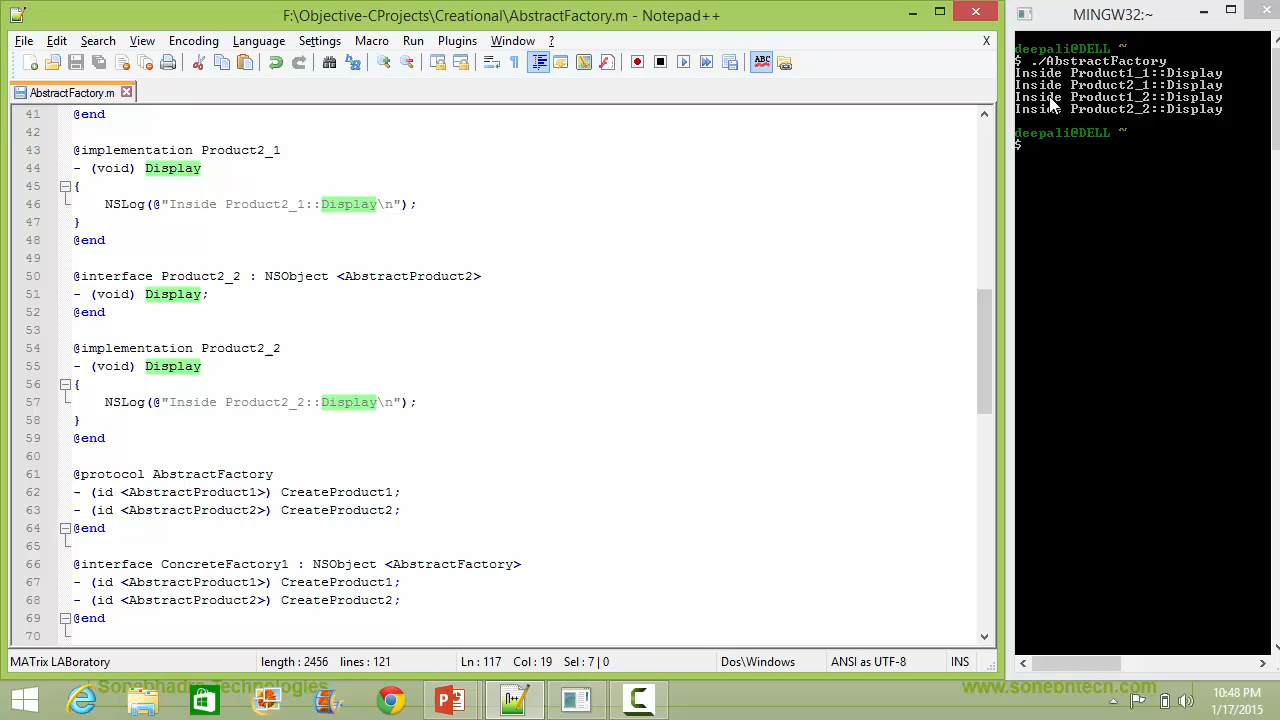 F:\Objective-CProjects\Creational\AbstractFactory.m - Notepad++
File Edit Search View Encoding Language Settings Macro Run Plugins Window ? X
AbstractFactory.m
41 @end
42
43 @implementation Product2_1
44 - (void) Display
45 {
46 NSLog(@"Inside Product2_1::Display\n");
47 }
48 @end
49
50 @interface Product2_2 : NSObject <AbstractProduct2>
51 - (void) Display;
52 @end
53
54 @implementation Product2_2
55 - (void) Display
56 {
57 NSLog(@"Inside Product2_2::Display\n");
58 }
59 @end
60
61 @protocol AbstractFactory
62 - (id <AbstractProduct1>) CreateProduct1;
63 - (id <AbstractProduct2>) CreateProduct2;
64 @end
65
66 @interface ConcreteFactory1 : NSObject <AbstractFactory>
67 - (id <AbstractProduct1>) CreateProduct1;
68 - (id <AbstractProduct2>) CreateProduct2;
69 @end
70
MATrix LABoratory length : 2456 lines : 121 Ln : 117 Col : 13 Sel : 7 | 0 Dos\Windows ANSI as UTF-8 INS
MINGW32:~
deepali@DELL ~
$ ./AbstractFactory
Inside Product1_1::Display
Inside Product2_1::Display
Inside Product1_2::Display
Inside Product2_2::Display
deepali@DELL ~
$
Sonebhadra Technologies
www.sonebhtech.com
10:48 PM
1/17/2015